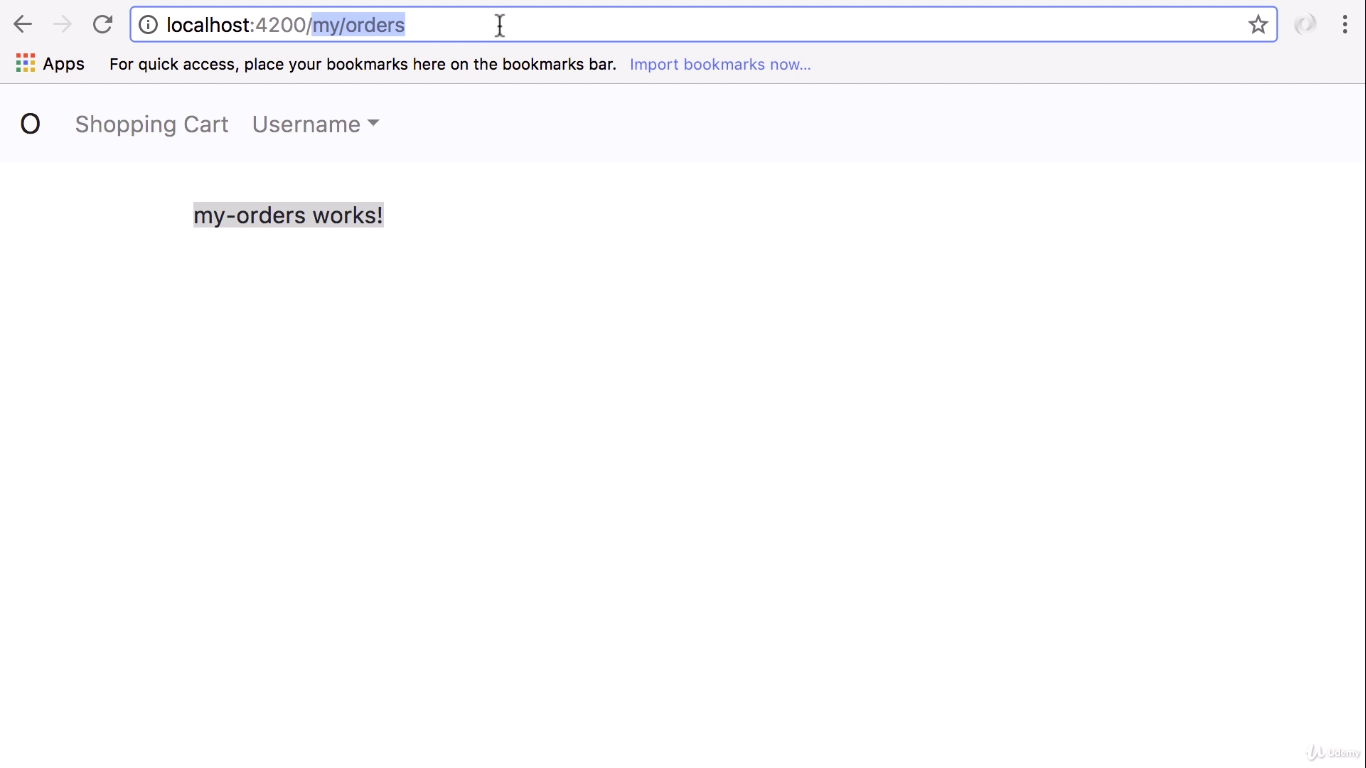 localhost:4200/my/orders
Apps For quick access, place your bookmarks here on the bookmarks bar. Import bookmarks now...
O Shopping Cart Username
my-orders works!
Udemy